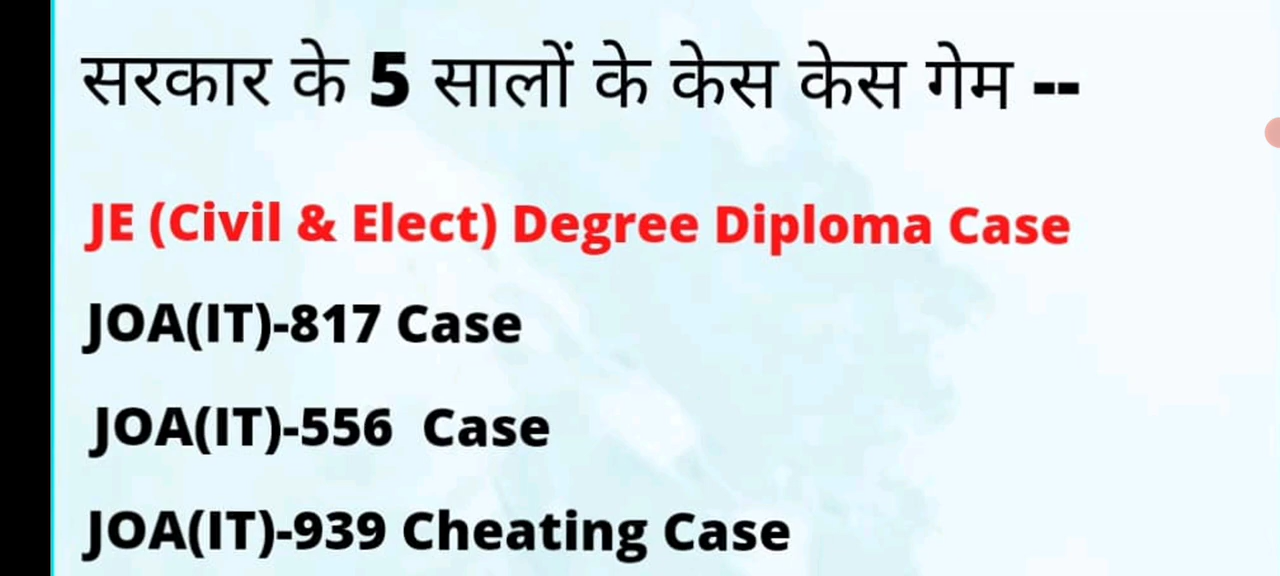 सरकार के 5 सालों के केस केस गेम --
JE (Civil & Elect) Degree Diploma Case
JOA(IT)-817 Case
JOA(IT)-556 Case
JOA(IT)-939 Cheating Case